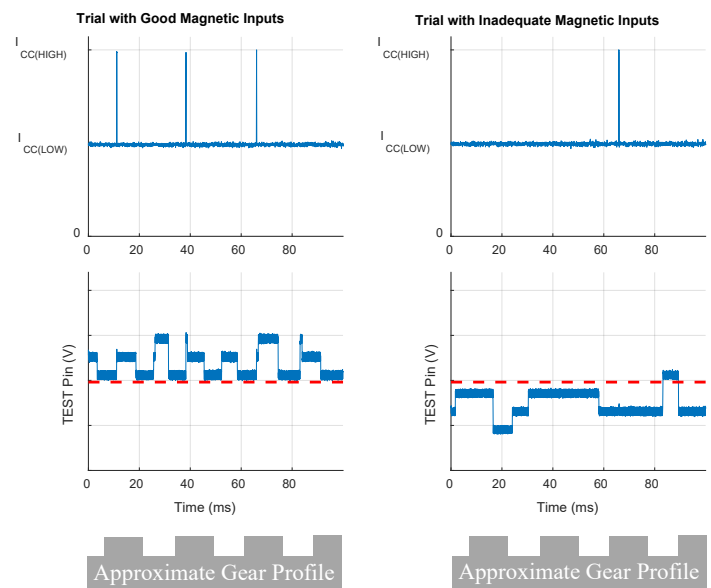 Trial with Good Magnetic Inputs
I CC(HIGH)
I CC(LOW)
0
0 20 40 60 80
TEST Pin (V)
0 20 40 60 80
Time (ms)
Approximate Gear Profile
Trial with Inadequate Magnetic Inputs
I CC(HIGH)
I CC(LOW)
0
0 20 40 60 80
TEST Pin (V)
0 20 40 60 80
Time (ms)
Approximate Gear Profile